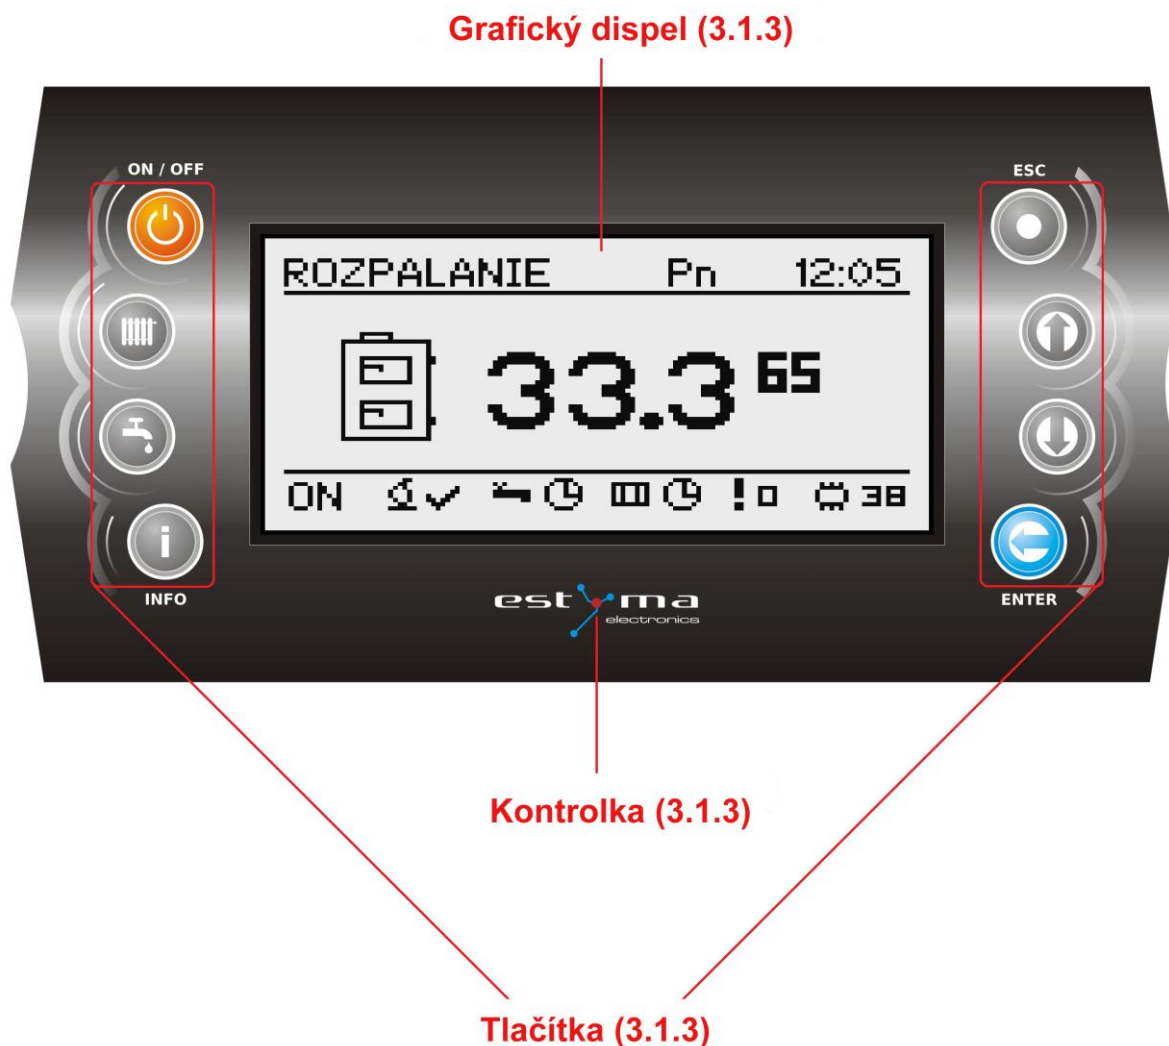 Grafický dispel (3.1.3)
ON / OFF
ESC
ROZPALANIE Pn 12:05
33.3 65
ON ! 0 38
i
INFO
ENTER
estyma
electronics
Kontrolka (3.1.3)
Tlačítka (3.1.3)